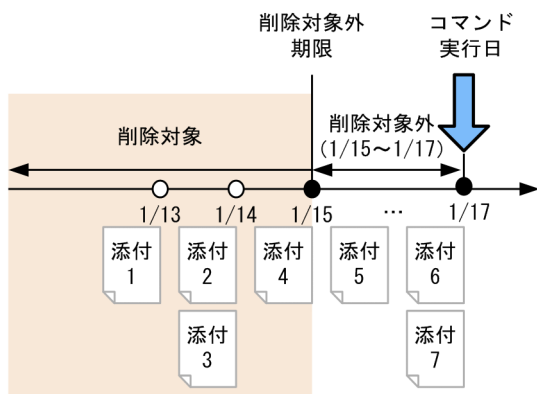 削除対象外
期限
コマンド
実行日
削除対象
削除対象外
(1/15～1/17)
1/13
1/14
1/15
…
1/17
添付
1
添付
2
添付
4
添付
5
添付
6
添付
3
添付
7